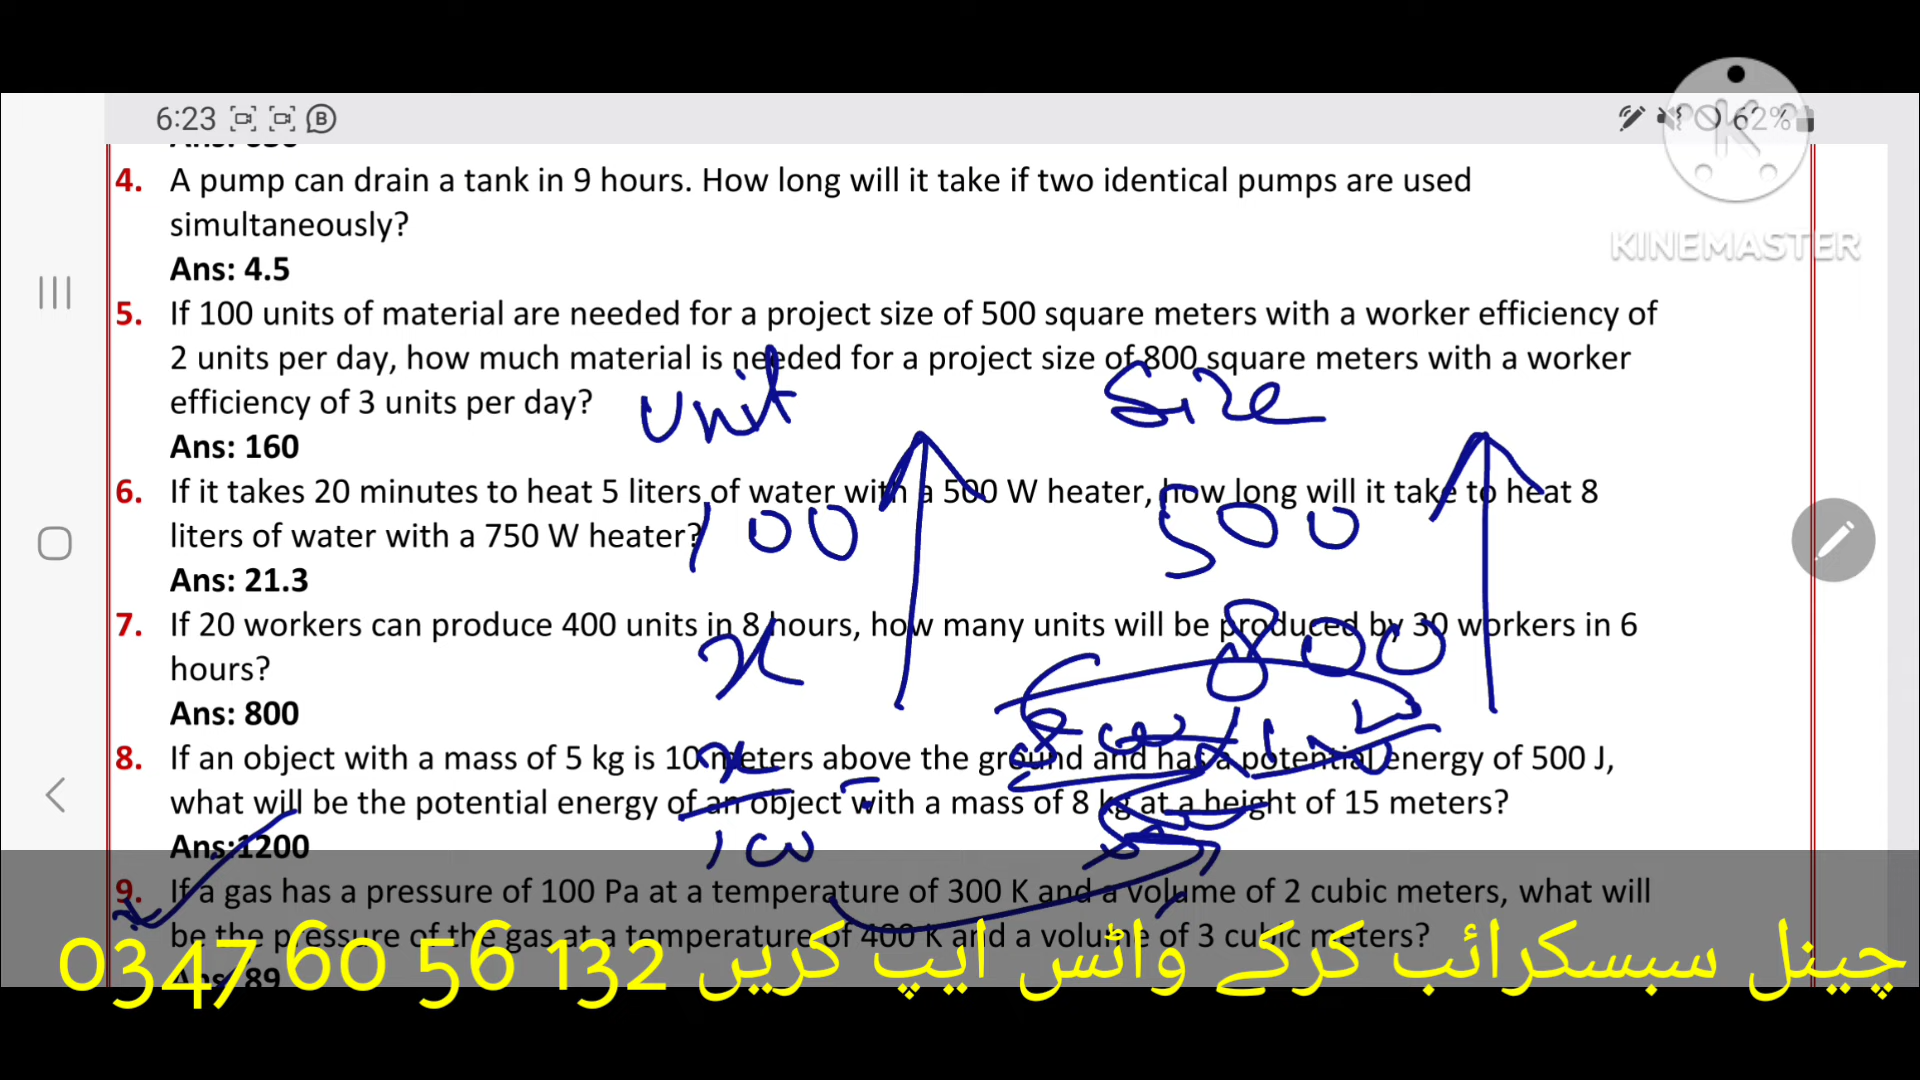 6:23
62%
KINEMASTER
4. A pump can drain a tank in 9 hours. How long will it take if two identical pumps are used
simultaneously?
Ans: 4.5
5. If 100 units of material are needed for a project size of 500 square meters with a worker efficiency of
2 units per day, how much material is needed for a project size of 800 square meters with a worker
efficiency of 3 units per day?
unit size
Ans: 160
6. If it takes 20 minutes to heat 5 liters of water with a 500 W heater, how long will it take to heat 8
100 500
liters of water with a 750 W heater?
Ans: 21.3
7. If 20 workers can produce 400 units in 8 hours, how many units will be produced by 30 workers in 6
x 800
hours?
Ans: 800
8. If an object with a mass of 5 kg is 10 meters above the ground and has a potential energy of 500 J,
x
what will be the potential energy of an object with a mass of 8 kg at a height of 15 meters?
Ans:1200
100
9. If a gas has a pressure of 100 Pa at a temperature of 300 K and a volume of 2 cubic meters, what will
be the pressure of the gas at a temperature of 400 K and a volume of 3 cubic meters?
Ans: 89
چینل سبسکرائب کرکے واٹس ایپ کریں 0347 60 56 132